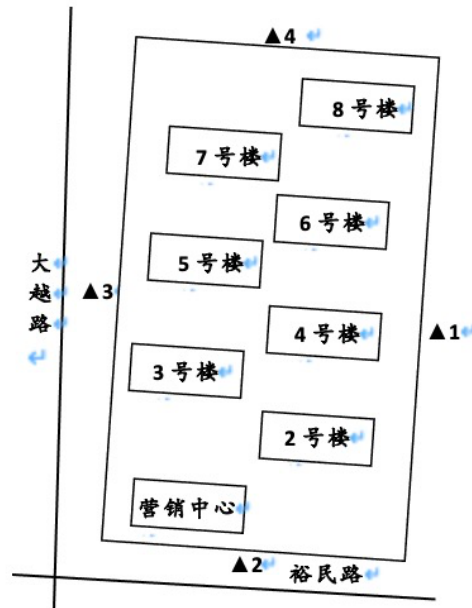 ▲4
8 号楼
7 号楼
6 号楼
5 号楼
大
越
路
▲3
▲1
4 号楼
3 号楼
2 号楼
营销中心
▲2
裕民路